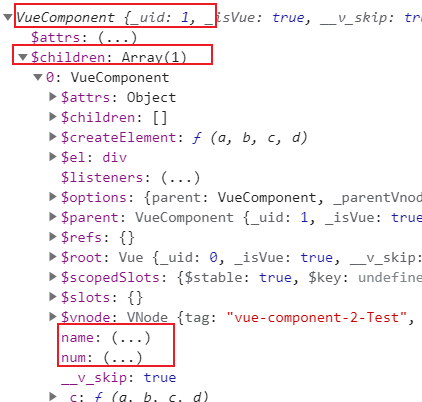 VueComponent {_uid: 1, _isVue: true, __v_skip: tru
$attrs: (...)
$children: Array(1)
0: VueComponent
$attrs: Object
$children: []
$createElement: ƒ (a, b, c, d)
$el: div
$listeners: (...)
$options: {parent: VueComponent, _parentVnod
$parent: VueComponent {_uid: 1, _isVue: true
$refs: {}
$root: Vue {_uid: 0, _isVue: true, __v_skip:
$scopedSlots: {$stable: true, $key: undefine
$slots: {}
$vnode: VNode {tag: "vue-component-2-Test",
name: (...)
num: (...)
__v_skip: true
_c: ƒ (a, b, c, d)